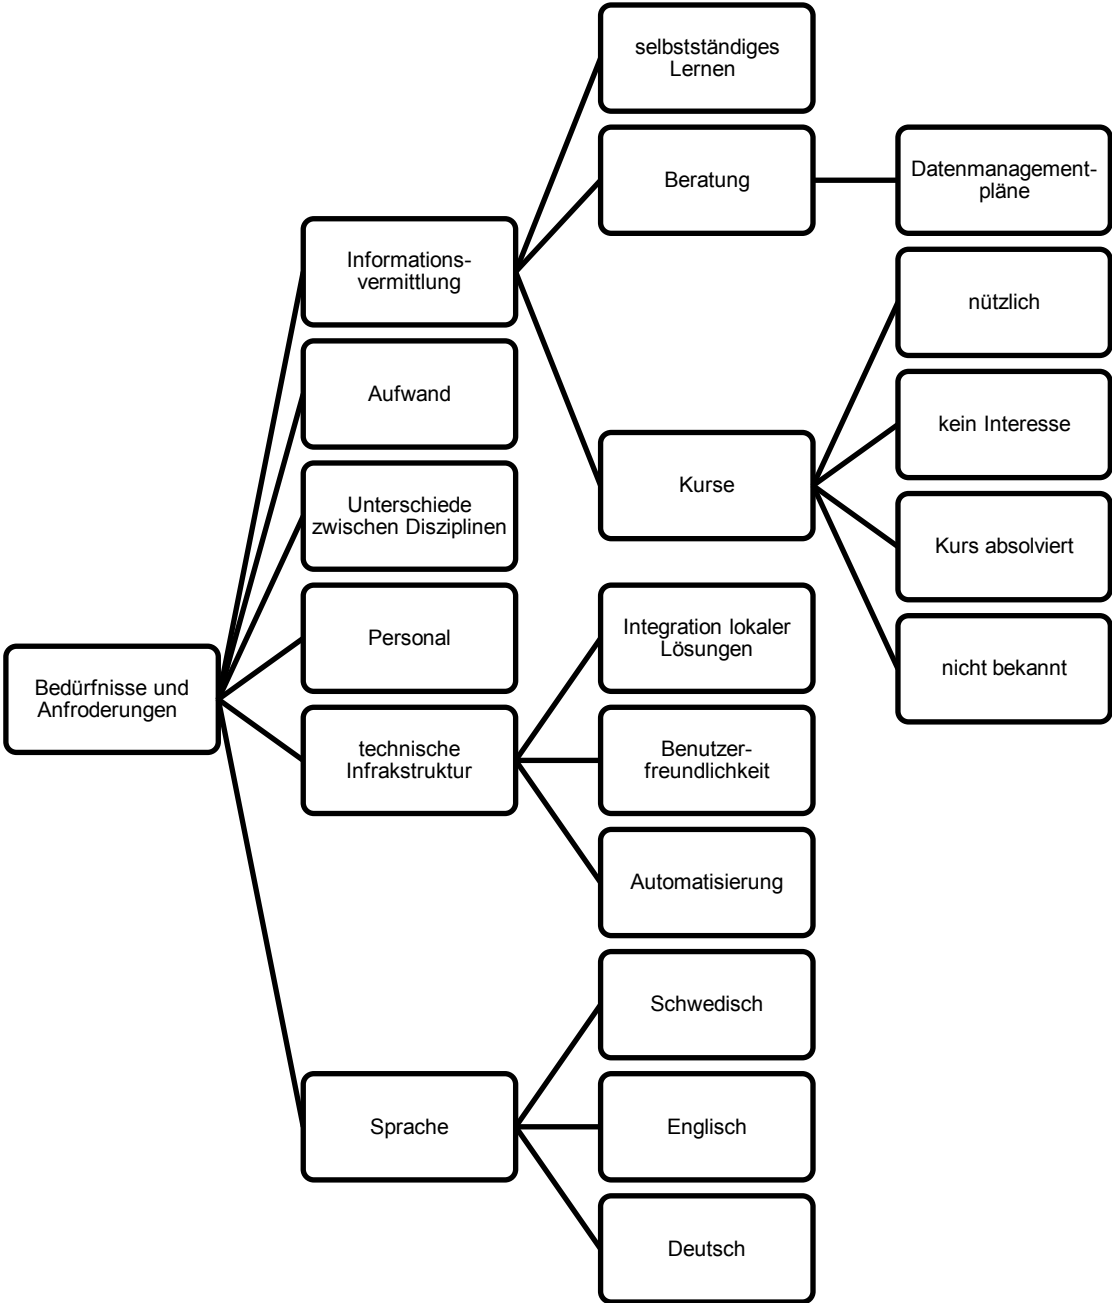 selbstständiges
Lernen
Beratung
Datenmanagement-
pläne
Informations-
vermittlung
nützlich
Aufwand
kein Interesse
Kurse
Unterschiede
zwischen Disziplinen
Kurs absolviert
Personal
Integration lokaler
Lösungen
nicht bekannt
Bedürfnisse und
Anfroderungen
technische
Infrakstruktur
Benutzer-
freundlichkeit
Automatisierung
Schwedisch
Sprache
Englisch
Deutsch